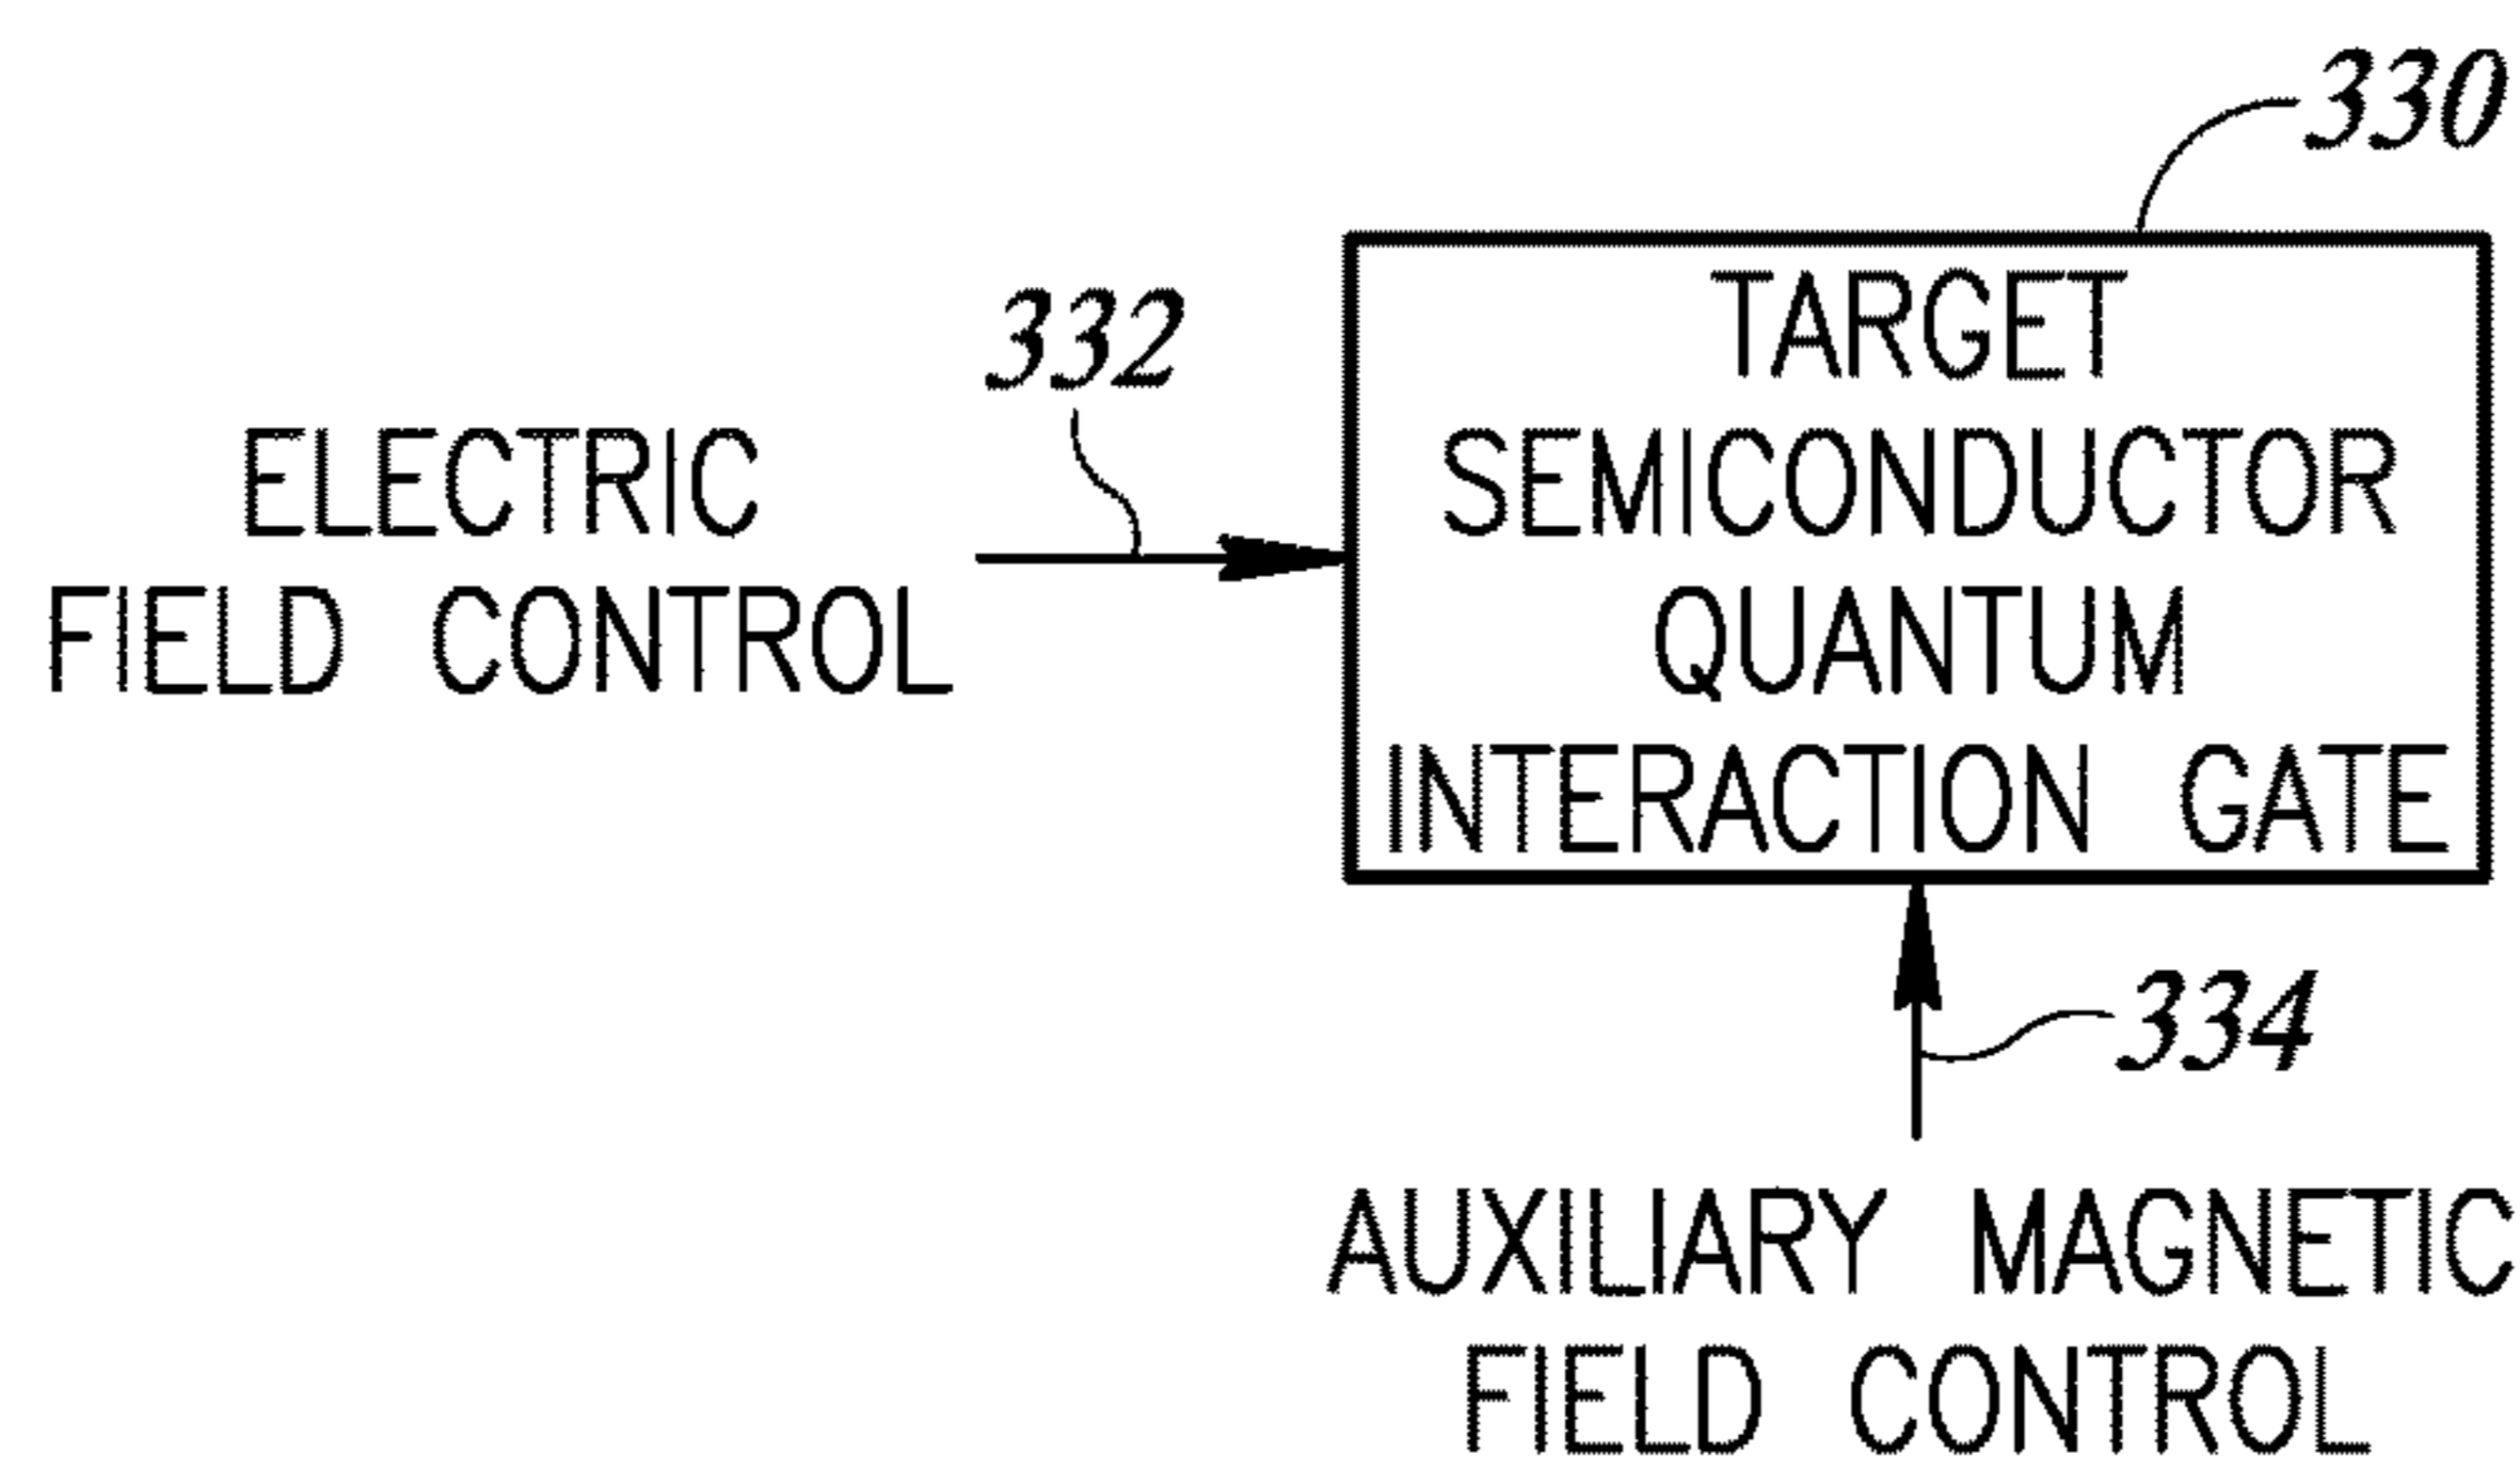 330
TARGET
SEMICONDUCTOR
QUANTUM
INTERACTION GATE
332
ELECTRIC
FIELD CONTROL
334
AUXILIARY MAGNETIC
FIELD CONTROL